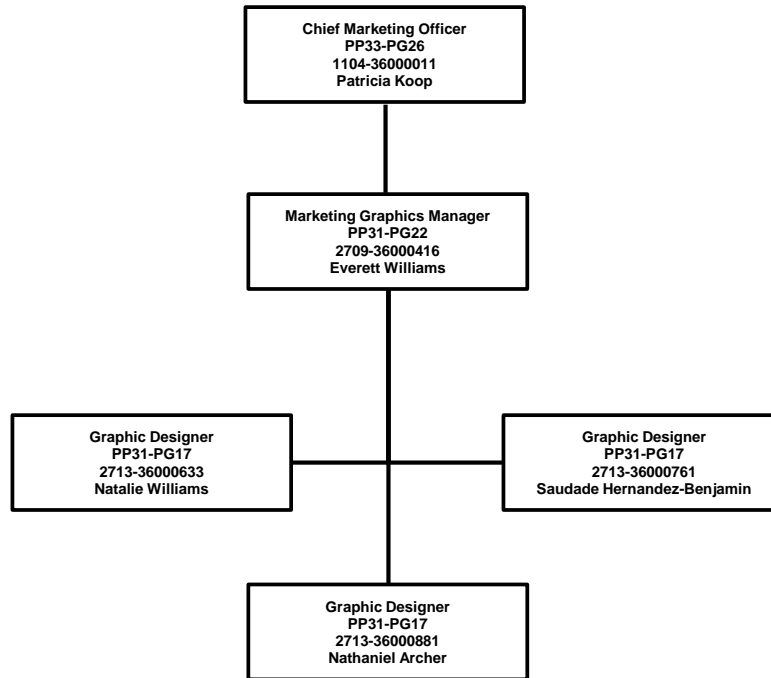 Chief Marketing Officer
PP33-PG26
1104-36000011
Patricia Koop
Marketing Graphics Manager
PP31-PG22
2709-36000416
Everett Williams
Graphic Designer
PP31-PG17
2713-36000633
Natalie Williams
Graphic Designer
PP31-PG17
2713-36000761
Saudade Hernandez-Benjamin
Graphic Designer
PP31-PG17
2713-36000881
Nathaniel Archer